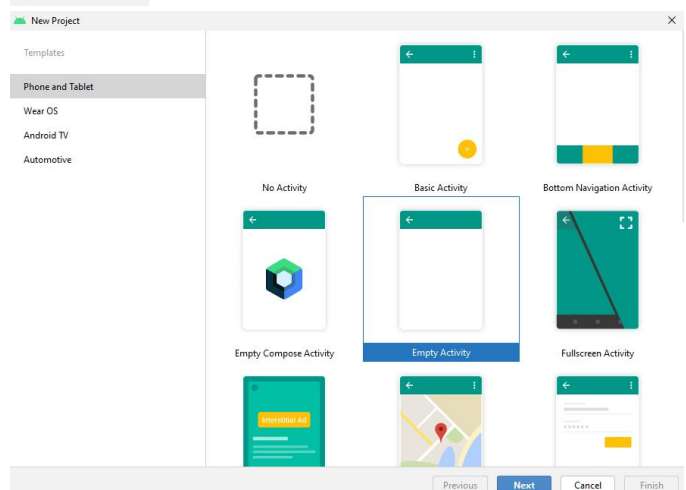 New Project
Templates
Phone and Tablet
Wear OS
Android TV
Automotive
No Activity
Basic Activity
Bottom Navigation Activity
Empty Compose Activity
Empty Activity
Fullscreen Activity
Interstitial Ad
Previous
Next
Cancel
Finish